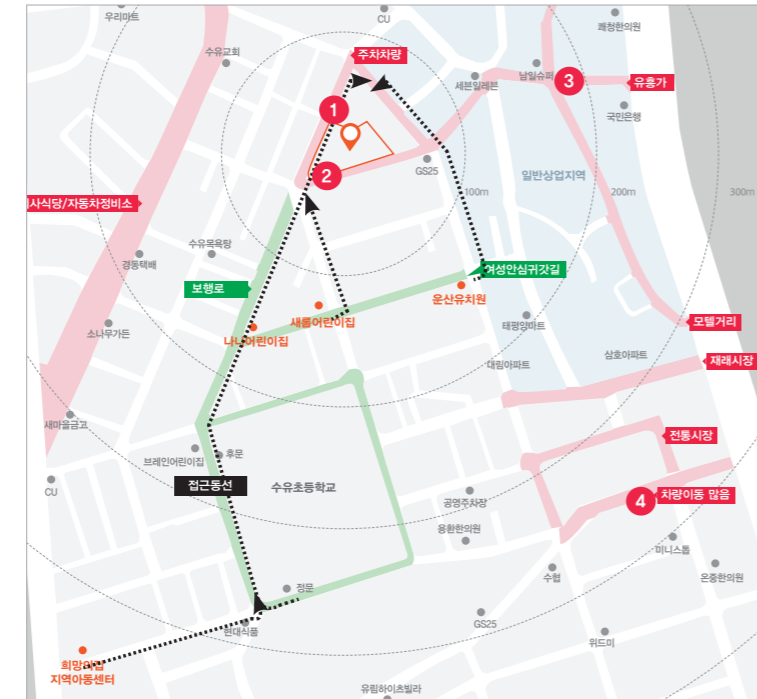 우리마트
CU
쾌청한의원
수유교회
주차차량
남일슈퍼
세븐일레븐
3
유흥가
1
국민은행
GS25
2
일반상업지역
100m
200m
300m
사식당/자동차정비소
수유목욕탕
경동택배
여성안심귀갓길
보행로
운산유치원
새롬어린이집
모텔거리
소나무가든
나나어린이집
태평양마트
삼호아파트
재래시장
대림아파트
새마을금고
전통시장
후문
브레인어린이집
수유초등학교
접근동선
CU
4
차량이동 많음
공영주차장
용한한의원
미니스톱
수협
온중한의원
정문
GS25
현대식품
위드미
희망의집
지역아동센터
유림하이츠빌라